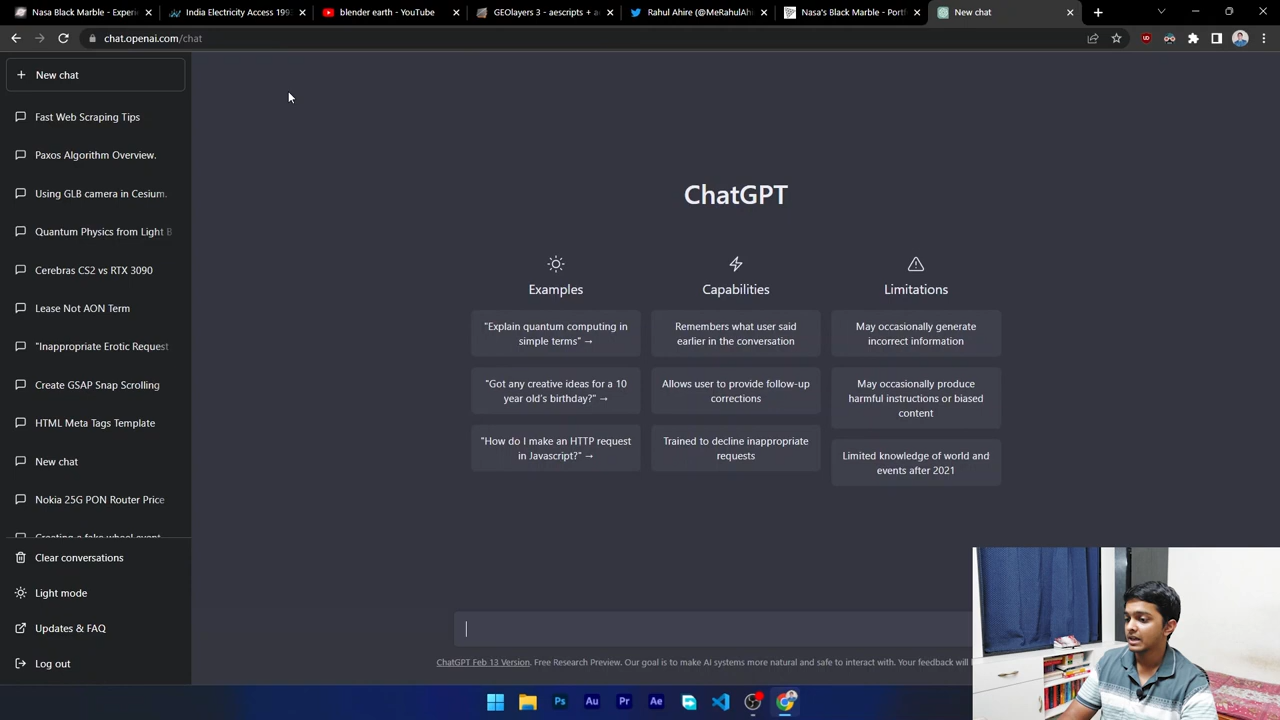 Nasa Black Marble - Experi
India Electricity Access 199
blender earth - YouTube
GEOlayers 3 - aescripts + a
Rahul Ahire (@MeRahulAh
Nasa's Black Marble - Portf
New chat
chat.openai.com/chat
New chat
Fast Web Scraping Tips
Paxos Algorithm Overview.
Using GLB camera in Cesium.
Quantum Physics from Light B
Cerebras CS2 vs RTX 3090
Lease Not AON Term
"Inappropriate Erotic Request
Create GSAP Snap Scrolling
HTML Meta Tags Template
New chat
Nokia 25G PON Router Price
Creating a fake wheel event
Clear conversations
Light mode
Updates & FAQ
Log out
ChatGPT
Examples
"Explain quantum computing in
simple terms" →
"Got any creative ideas for a 10
year old's birthday?" →
"How do I make an HTTP request
in Javascript?" →
Capabilities
Remembers what user said
earlier in the conversation
Allows user to provide follow-up
corrections
Trained to decline inappropriate
requests
Limitations
May occasionally generate
incorrect information
May occasionally produce
harmful instructions or biased
content
Limited knowledge of world and
events after 2021
ChatGPT Feb 13 Version. Free Research Preview. Our goal is to make AI systems more natural and safe to interact with. Your feedback will
Ps
Au
Pr
Ae